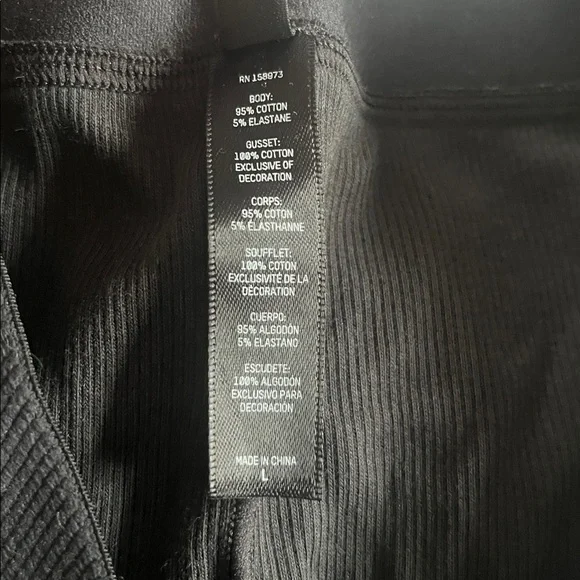 RN 158973
BODY:
95% COTTON
5% ELASTANE
GUSSET:
100% COTTON
EXCLUSIVE OF
DECORATION
CORPS:
95% COTON
5% ÉLASTHANNE
SOUFFLET:
100% COTON
EXCLUSIVITÉ DE LA
DÉCORATION
CUERPO:
95% ALGODÓN
5% ELASTANO
ESCUDETE:
100% ALGODÓN
EXCLUSIVO PARA
DECORACIÓN
MADE IN CHINA
L